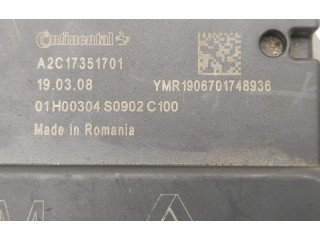 Continental
A2C17351701
19.03.08
YMR1906701748936
01H00304 S0902 C100
Made in Romania
M